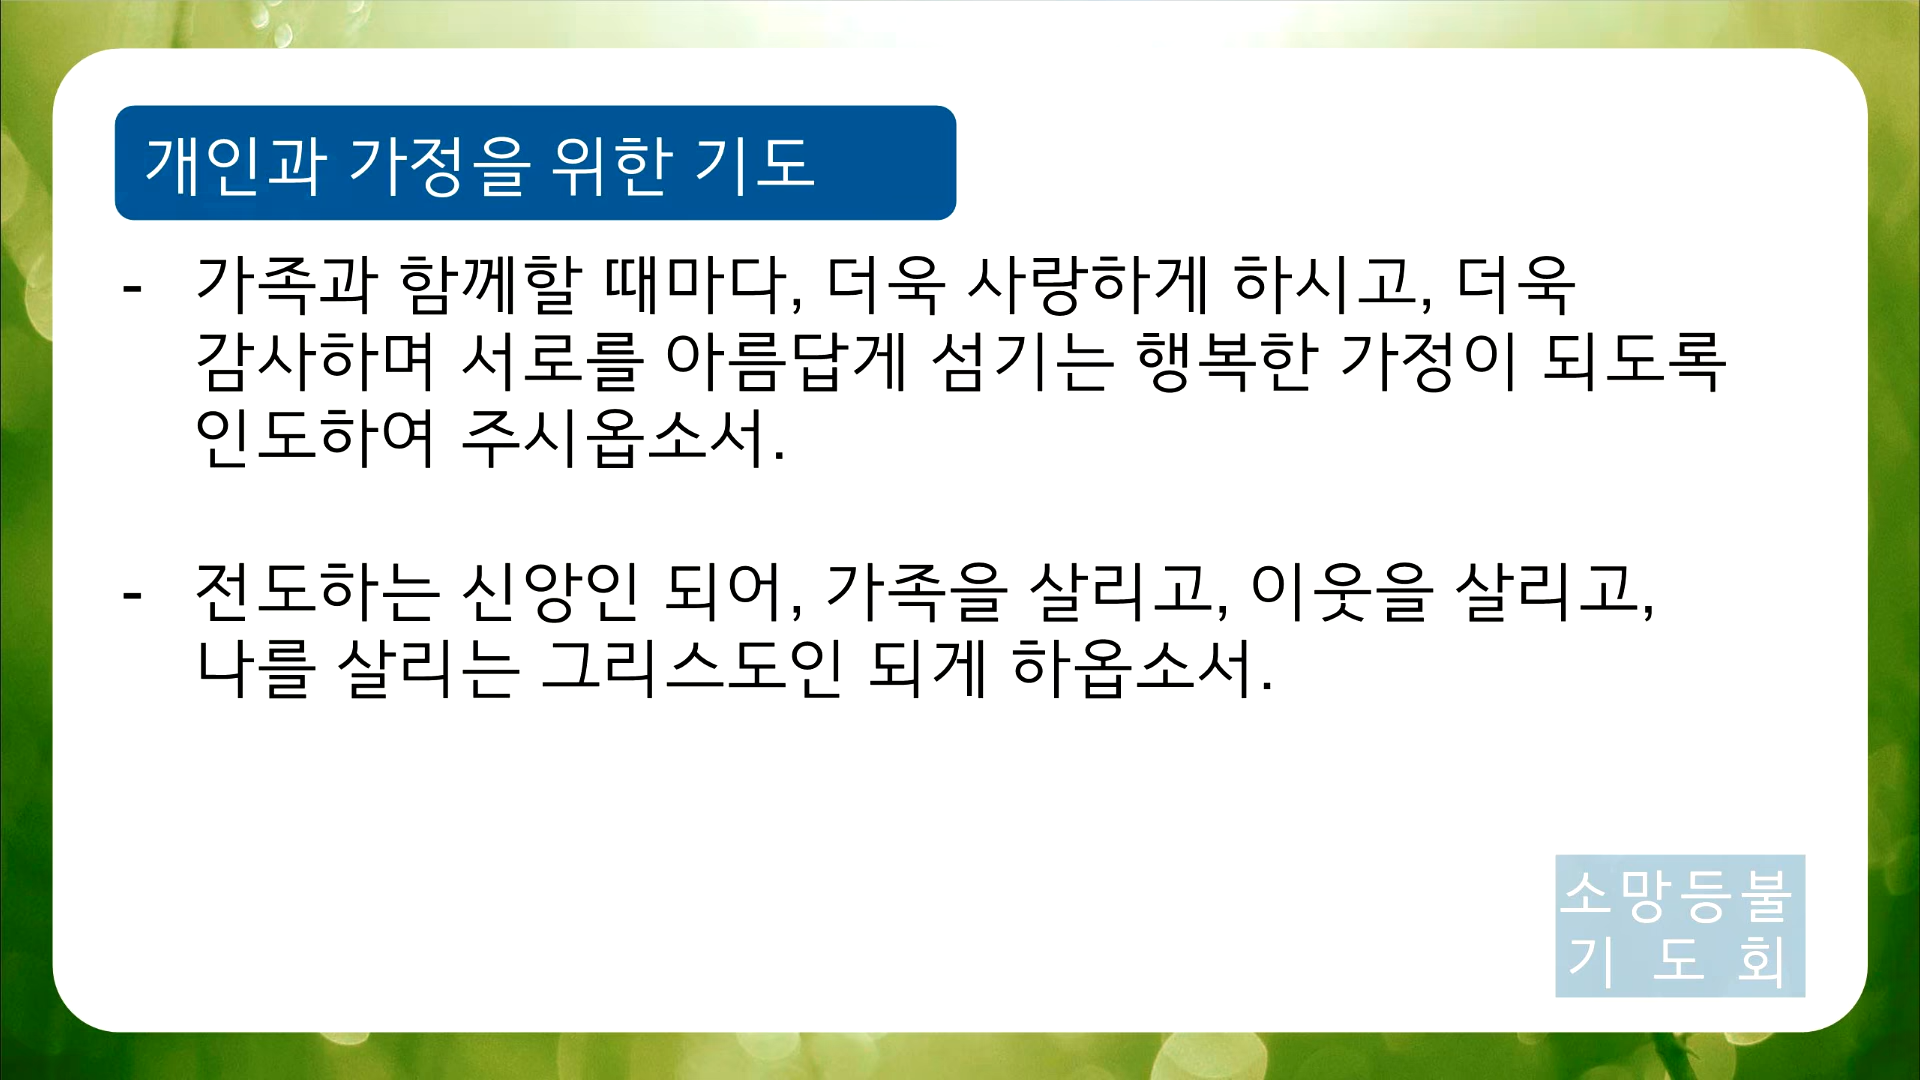 개인과 가정을 위한 기도
- 가족과 함께할 때마다, 더욱 사랑하게 하시고, 더욱
감사하며 서로를 아름답게 섬기는 행복한 가정이 되도록
인도하여 주시옵소서.
- 전도하는 신앙인 되어, 가족을 살리고, 이웃을 살리고,
나를 살리는 그리스도인 되게 하옵소서.
소망등불
기 도 회